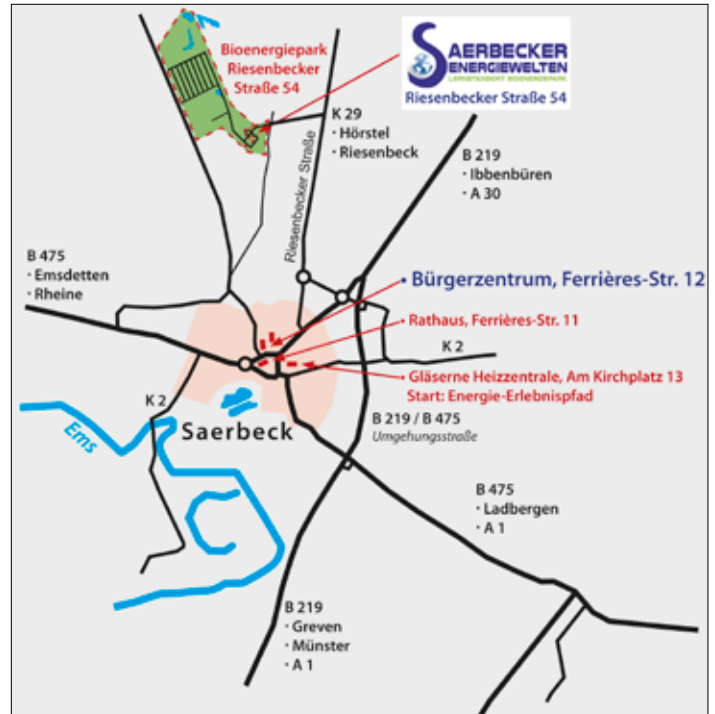 Bioenergiepark
Riesenbecker
Straße 54
SAERBECKER
ENERGIEWELTEN
LERNSTANDORT BIOENERGIEPARK
Riesenbecker Straße 54
K 29
· Hörstel
· Riesenbeck
Riesenbecker Straße
B 219
· Ibbenbüren
· A 30
B 475
· Emsdetten
· Rheine
· Bürgerzentrum, Ferrières-Str. 12
· Rathaus, Ferrières-Str. 11
K 2
· Gläserne Heizzentrale, Am Kirchplatz 13
Start: Energie-Erlebnispfad
K 2
Ems
Saerbeck
B 219 / B 475
Umgehungsstraße
B 475
· Ladbergen
· A 1
B 219
· Greven
· Münster
· A 1